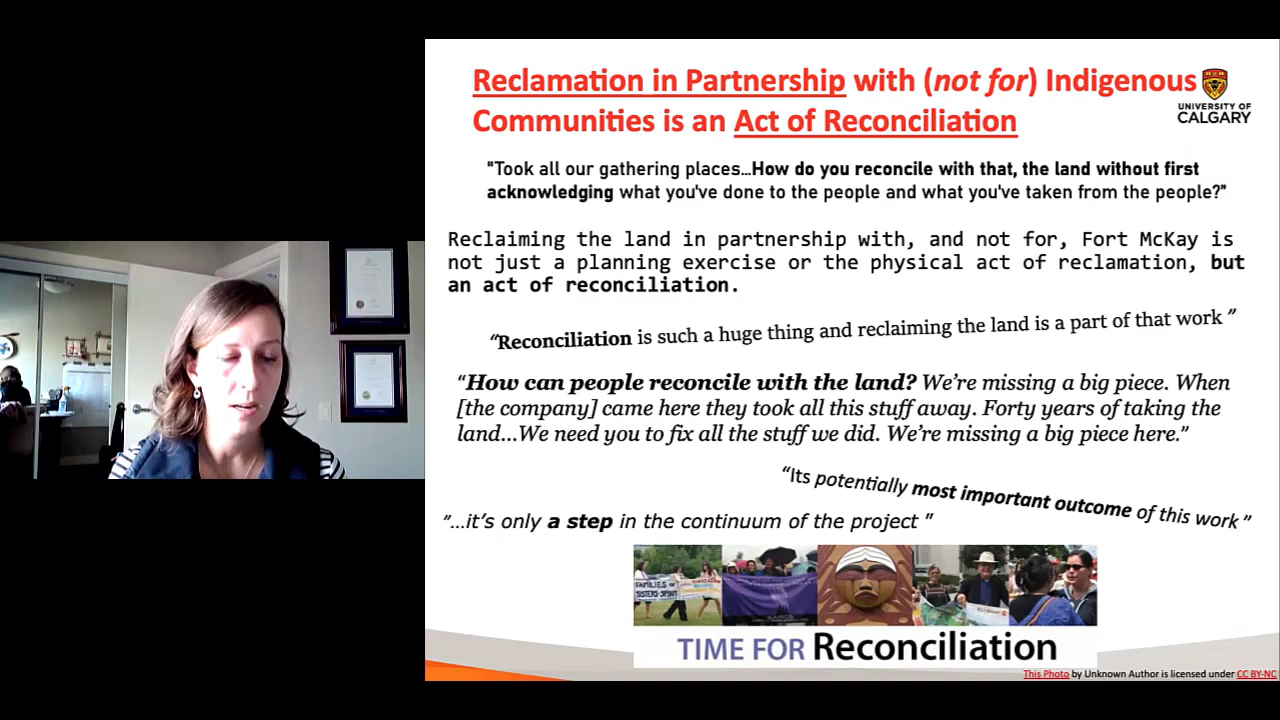 Reclamation in Partnership with (not for) Indigenous
Communities is an Act of Reconciliation
UNIVERSITY OF
CALGARY
"Took all our gathering places…How do you reconcile with that, the land without first
acknowledging what you've done to the people and what you've taken from the people?"
Reclaiming the land in partnership with, and not for, Fort McKay is
not just a planning exercise or the physical act of reclamation, but
an act of reconciliation.
“Reconciliation is such a huge thing and reclaiming the land is a part of that work”
“How can people reconcile with the land? We’re missing a big piece. When
[the company] came here they took all this stuff away. Forty years of taking the
land…We need you to fix all the stuff we did. We’re missing a big piece here.”
“Its potentially most important outcome of this work”
”…it’s only a step in the continuum of the project ”
FAMILIES OF
SISTERS IN SPIRIT
TIME FOR Reconciliation
This Photo by Unknown Author is licensed under CC BY-NC